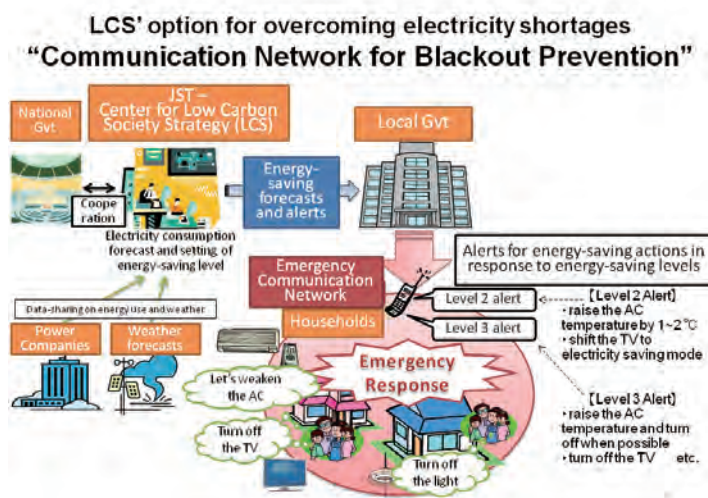 LCS' option for overcoming electricity shortages
"Communication Network for Blackout Prevention"
National
Gvt
JST –
Center for Low Carbon
Society Strategy (LCS)
Local Gvt
Energy-
saving
forecasts
and alerts
Coope
ration
Electricity consumption
forecast and setting of
energy-saving level
Data-sharing on energy use and weather
Power
Companies
Weather
forecasts
Emergency
Communication
Network
Households
Alerts for energy-saving actions in
response to energy-saving levels
Level 2 alert
Level 3 alert
【Level 2 Alert】
・raise the AC
temperature by 1~2℃
・shift the TV to
electricity saving mode
【Level 3 Alert】
・raise the AC
temperature and turn
off when possible
・turn off the TV etc.
Emergency
Response
Let's weaken
the AC
Turn off
the TV
Turn off
the light